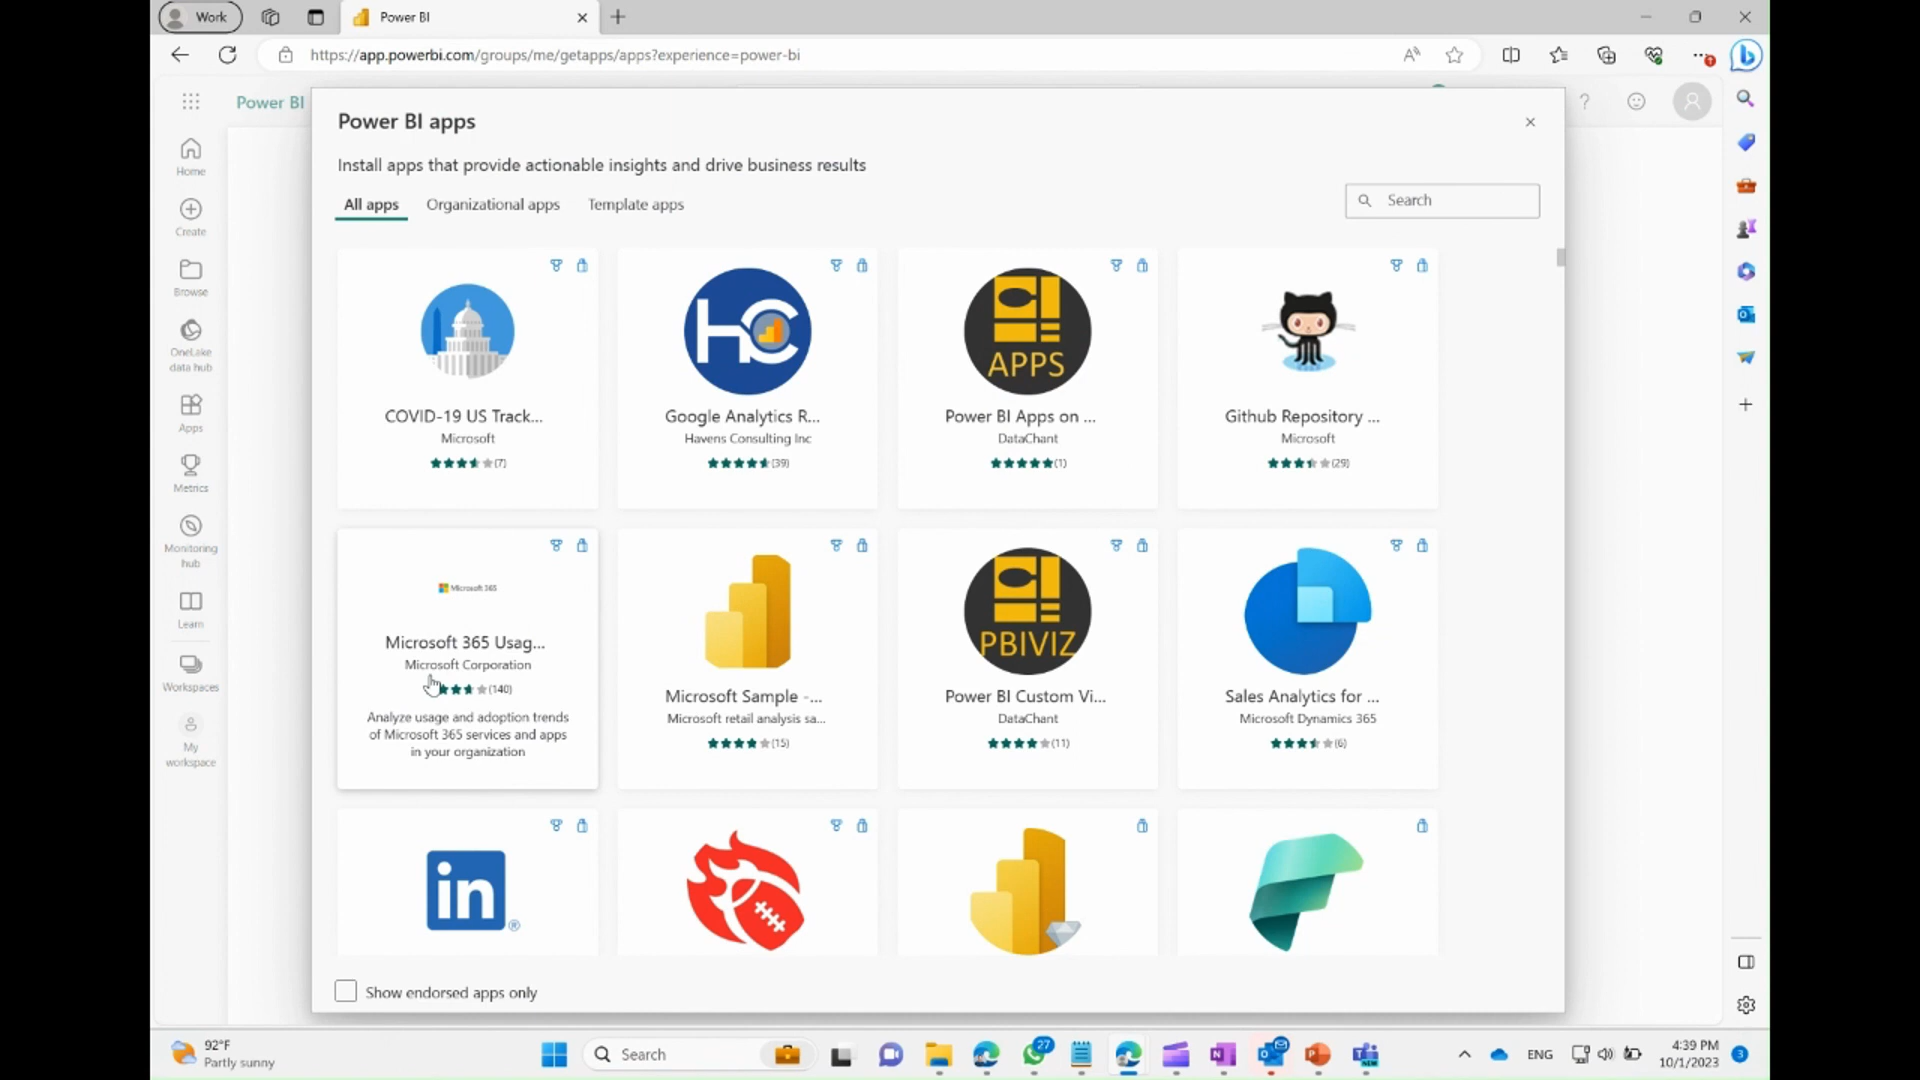 Work
Power BI
https://app.powerbi.com/groups/me/getapps/apps?experience=power-bi
Power BI
Home
Create
Browse
OneLake
data hub
Apps
Metrics
Monitoring
hub
Learn
Workspaces
My
workspace
Power BI apps
Install apps that provide actionable insights and drive business results
All apps
Organizational apps
Template apps
Search
COVID-19 US Track...
Microsoft
(7)
HC
Google Analytics R...
Havens Consulting Inc
(39)
APPS
Power BI Apps on ...
DataChant
(1)
Github Repository ...
Microsoft
(29)
Microsoft 365
Microsoft 365 Usag...
Microsoft Corporation
(140)
Analyze usage and adoption trends
of Microsoft 365 services and apps
in your organization
Microsoft Sample -...
Microsoft retail analysis sa...
(15)
PBIVIZ
Power BI Custom Vi...
DataChant
(11)
Sales Analytics for ...
Microsoft Dynamics 365
(6)
in
Show endorsed apps only
92°F
Partly sunny
Search
27
NEW
ENG
4:39 PM
10/1/2023
3